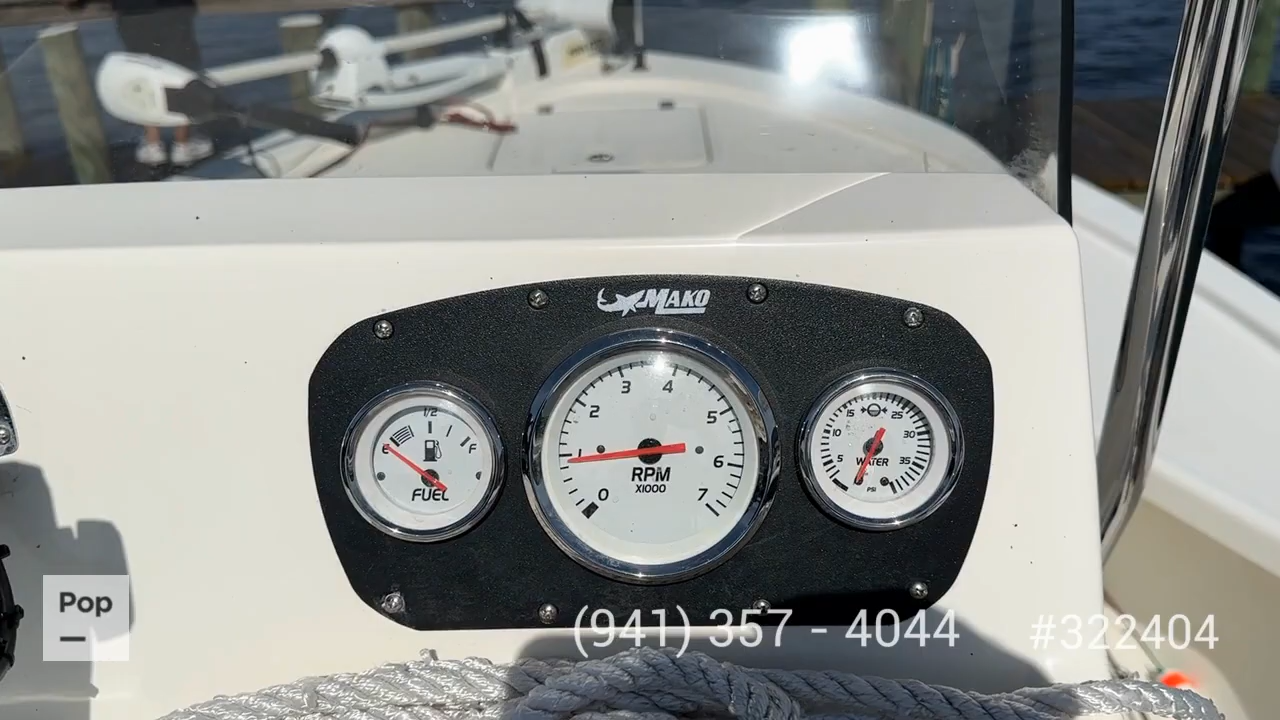 MAKO
1/2
E F
FUEL
0 1 2 3 4 5 6 7
RPM
X1000
5 10 15 25 30 35
WATER
PSI
Pop
(941) 357 - 4044
#322404